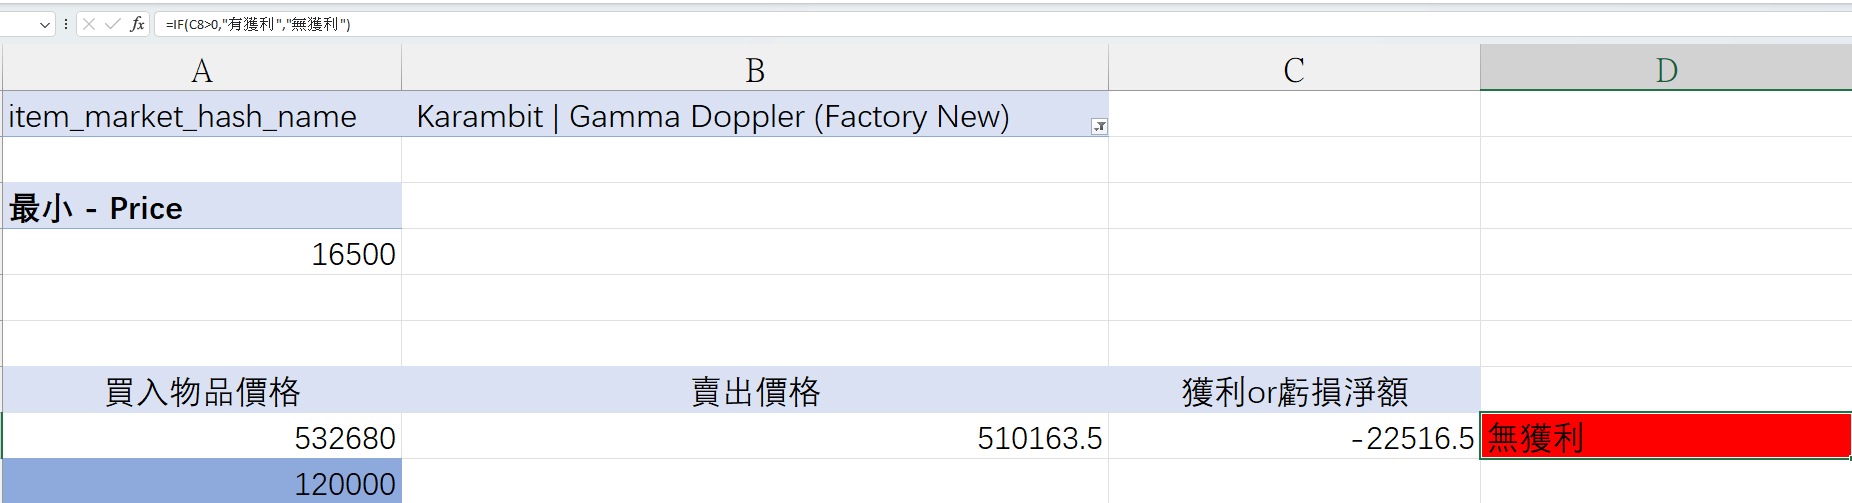 fx =IF(C8>0,"有獲利","無獲利")
A B C D
item_market_hash_name Karambit | Gamma Doppler (Factory New)
最小 - Price
16500
買入物品價格 賣出價格 獲利or虧損淨額
532680 510163.5 -22516.5 無獲利
120000